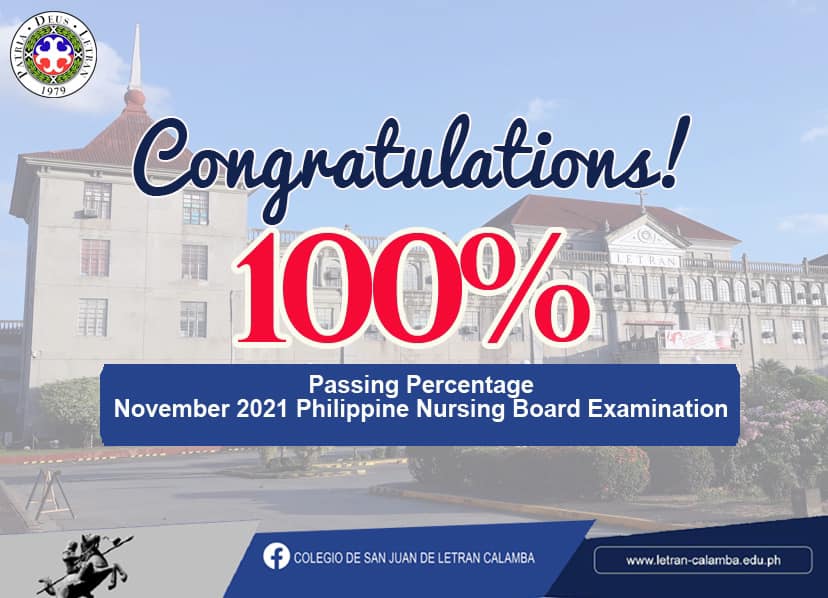 DEUS
PATRIA
LETRAN
1979
Congratulations!
LETRAN
100%
Passing Percentage
November 2021 Philippine Nursing Board Examination
COLEGIO DE SAN JUAN DE LETRAN CALAMBA
www.letran-calamba.edu.ph